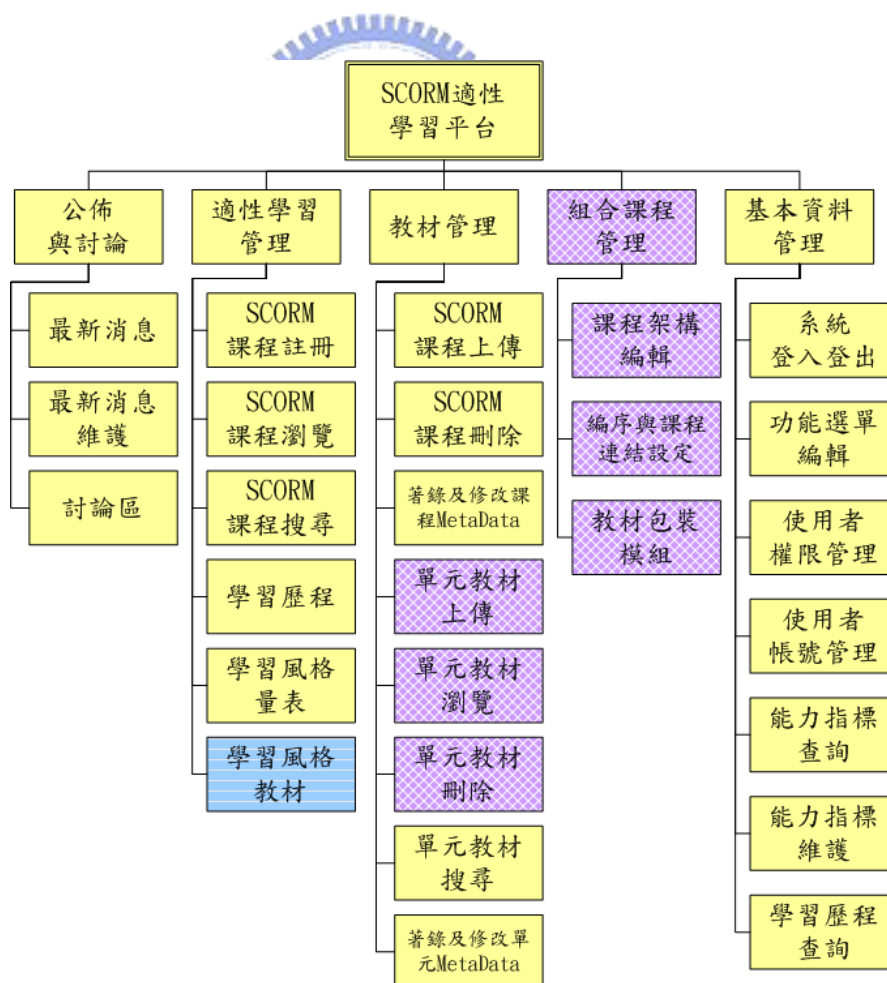 SCORM適性
學習平台
公佈
與討論
適性學習
管理
教材管理
組合課程
管理
基本資料
管理
最新消息
最新消息
維護
討論區
SCORM
課程註冊
SCORM
課程瀏覽
SCORM
課程搜尋
學習歷程
學習風格
量表
學習風格
教材
SCORM
課程上傳
SCORM
課程刪除
著錄及修改課
程MetaData
單元教材
上傳
單元教材
瀏覽
單元教材
刪除
單元教材
搜尋
著錄及修改單
元MetaData
課程架構
編輯
編序與課程
連結設定
教材包裝
模組
系統
登入登出
功能選單
編輯
使用者
權限管理
使用者
帳號管理
能力指標
查詢
能力指標
維護
學習歷程
查詢